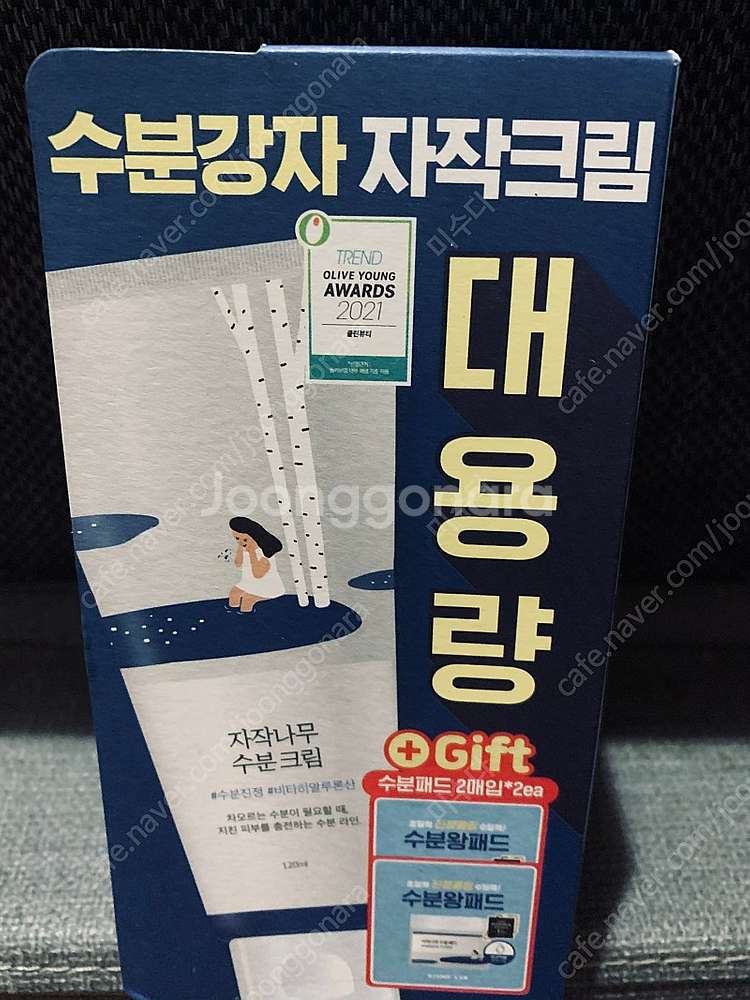 수분강자 자작크림
TREND
OLIVE YOUNG
AWARDS
2021
클린뷰티
대용량
Joonggonara
자작나무
수분 크림
#수분진정 #비타히알루론산
차오르는 수분이 필요할 때,
지친 피부를 충전하는 수분 라인.
120ml
+Gift
수분패드 2매입*2ea
수분왕패드
수분왕패드
cafe.naver.com/joonggonara
미수다